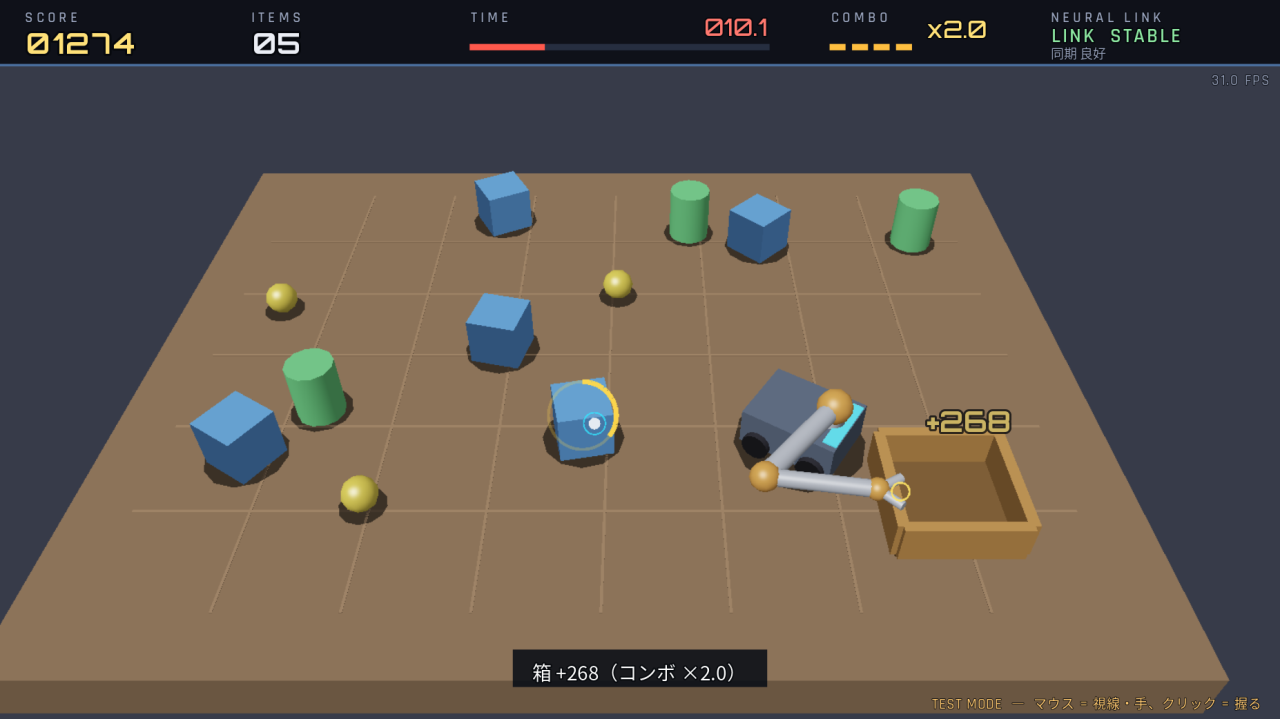 SCORE
01274
ITEMS
05
TIME
010.1
COMBO
x2.0
NEURAL LINK
LINK STABLE
同期 良好
31.0 FPS
+268
箱 +268（コンボ ×2.0）
TEST MODE — マウス = 視線・手、クリック = 握る